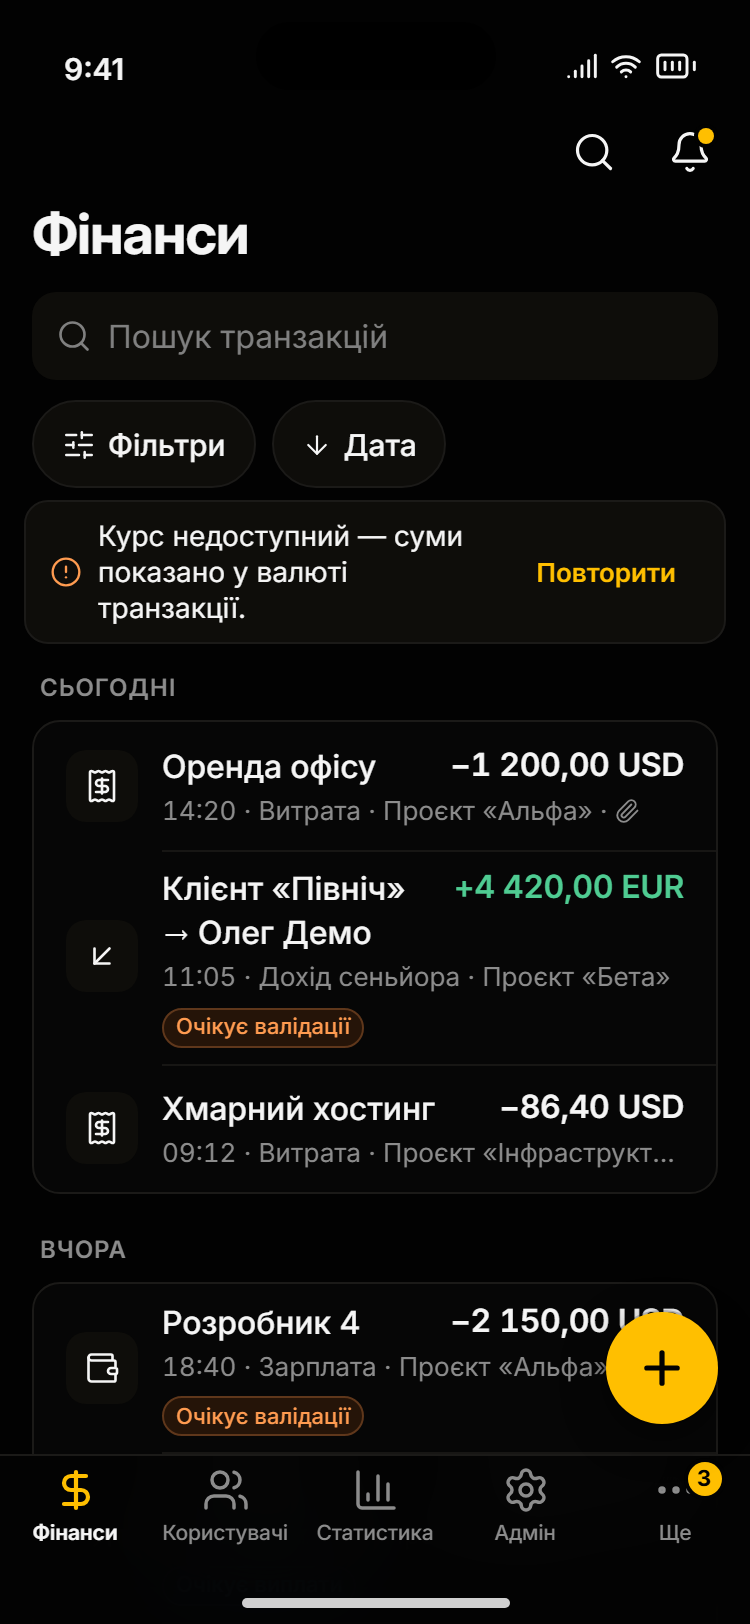 9:41
Фінанси
Пошук транзакцій
Фільтри
Дата
Курс недоступний — суми
показано у валюті
транзакції.
Повторити
СЬОГОДНІ
Оренда офісу
−1 200,00 USD
14:20 · Витрата · Проєкт «Альфа» ·
Клієнт «Північ»
→ Олег Демо
+4 420,00 EUR
11:05 · Дохід сеньйора · Проєкт «Бета»
Очікує валідації
Хмарний хостинг
−86,40 USD
09:12 · Витрата · Проєкт «Інфраструкт…
ВЧОРА
Розробник 4
−2 150,00 USD
18:40 · Зарплата · Проєкт «Альфа»
Очікує валідації
Фінанси
Користувачі
Статистика
Адмін
3
Ще